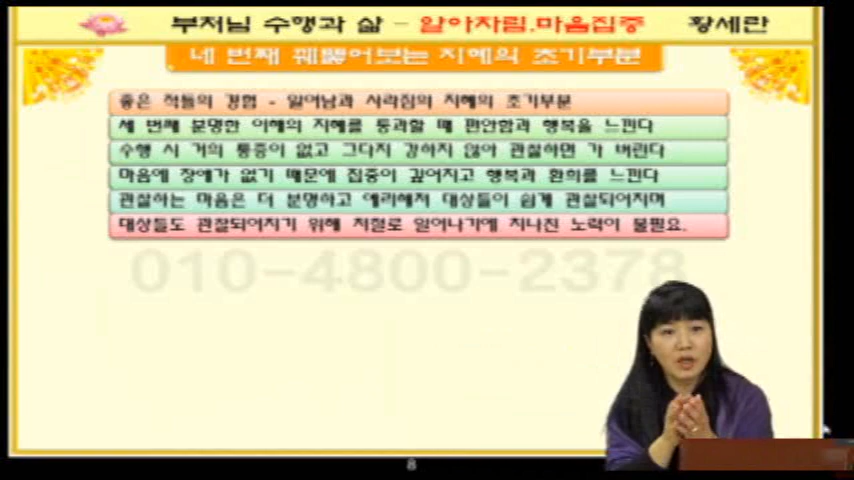 부처님 수행과 삶 - 알아차림.마음집중 황세란
네 번째 꿰뚫어보는 지혜의 초기부분
좋은 적들의 경험 - 일어남과 사라짐의 지혜의 초기부분
세 번째 분명한 이해의 지혜를 통과할 때 편안함과 행복을 느낀다
수행 시 거의 통증이 없고 그다지 강하지 않아 관찰하면 가 버린다
마음에 장애가 없기 때문에 집중이 깊어지고 행복과 환희를 느낀다
관찰하는 마음은 더 분명하고 예리해져 대상들이 쉽게 관찰되어지며
대상들도 관찰되어지기 위해 저절로 일어나기에 지나친 노력이 불필요.
010-4800-2378
8